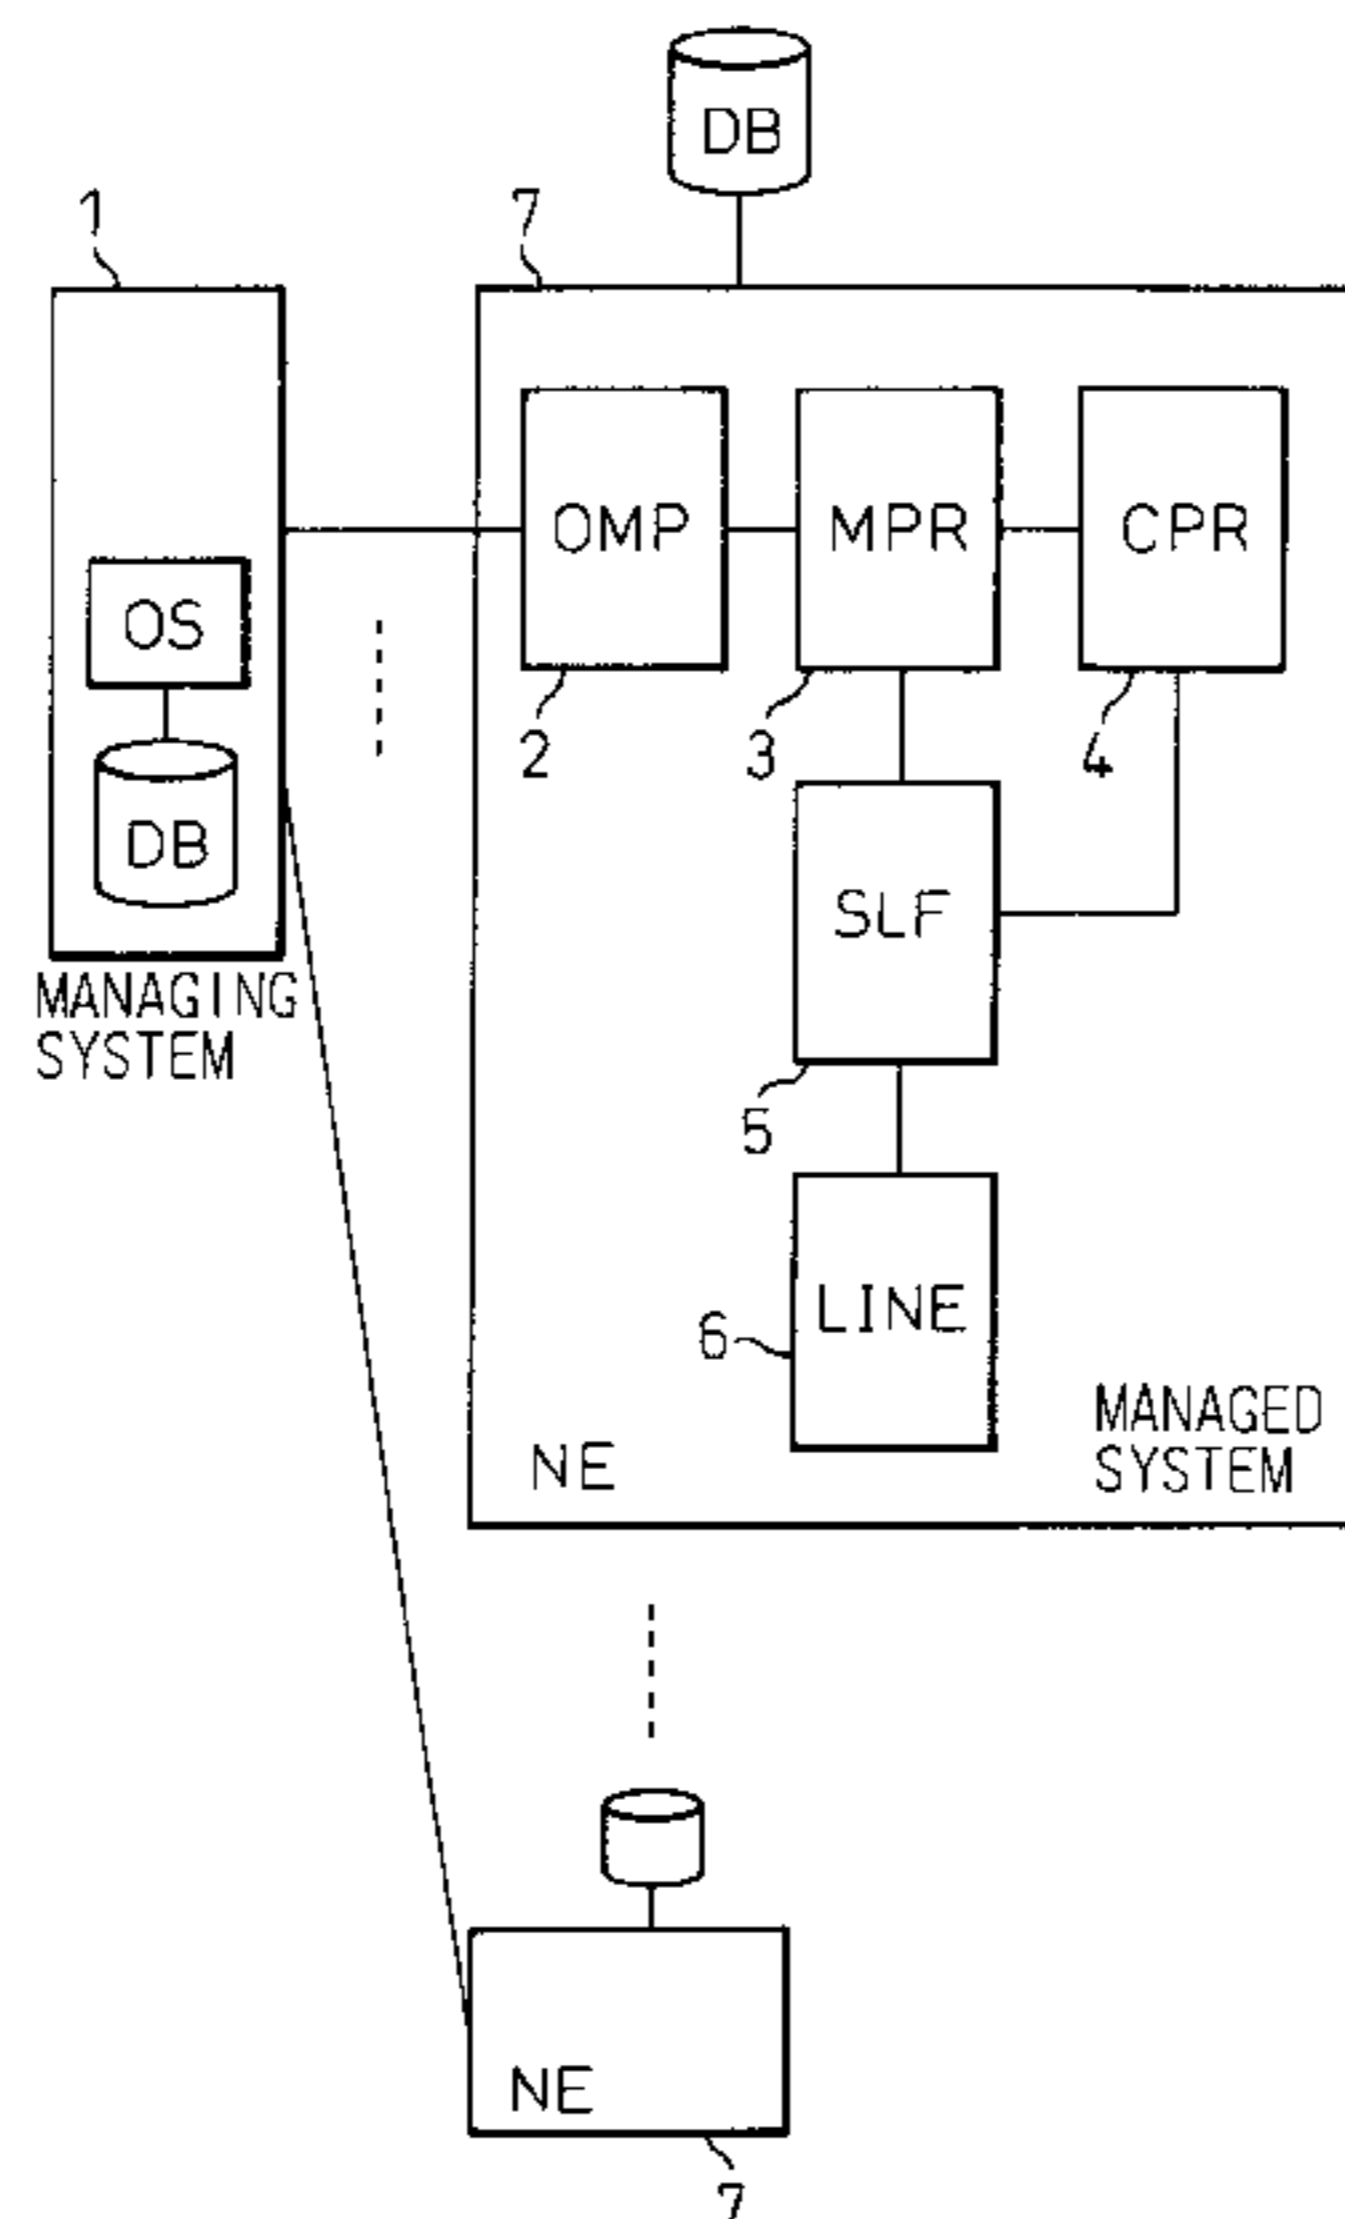 DB
1
7
OMP
MPR
CPR
OS
2
3
4
DB
SLF
MANAGING
SYSTEM
5
LINE
6
MANAGED
SYSTEM
NE
NE
7